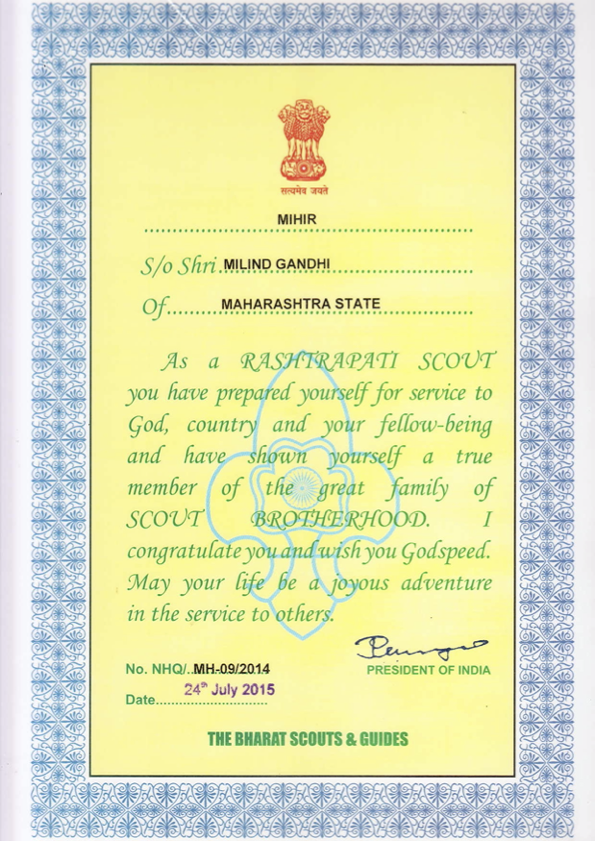 सत्यमेव जयते
MIHIR
S/o Shri. MILIND GANDHI
Of MAHARASHTRA STATE
As a RASHTRAPATI SCOUT
you have prepared yourself for service to
God, country and your fellow-being
and have shown yourself a true
member of the great family of
SCOUT BROTHERHOOD. I
congratulate you and wish you Godspeed.
May your life be a joyous adventure
in the service to others.
No. NHQ/..MH-09/2014
PRESIDENT OF INDIA
Date 24th July 2015
THE BHARAT SCOUTS & GUIDES